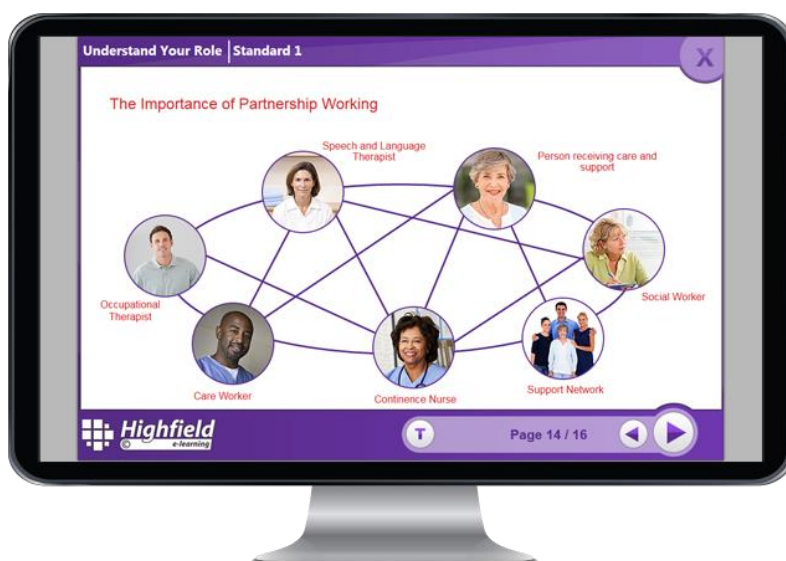 Understand Your Role | Standard 1
X
The Importance of Partnership Working
Speech and Language
Therapist
Person receiving care and
support
Occupational
Therapist
Social Worker
Care Worker
Continence Nurse
Support Network
Highfield
© e-learning
T
Page 14 / 16